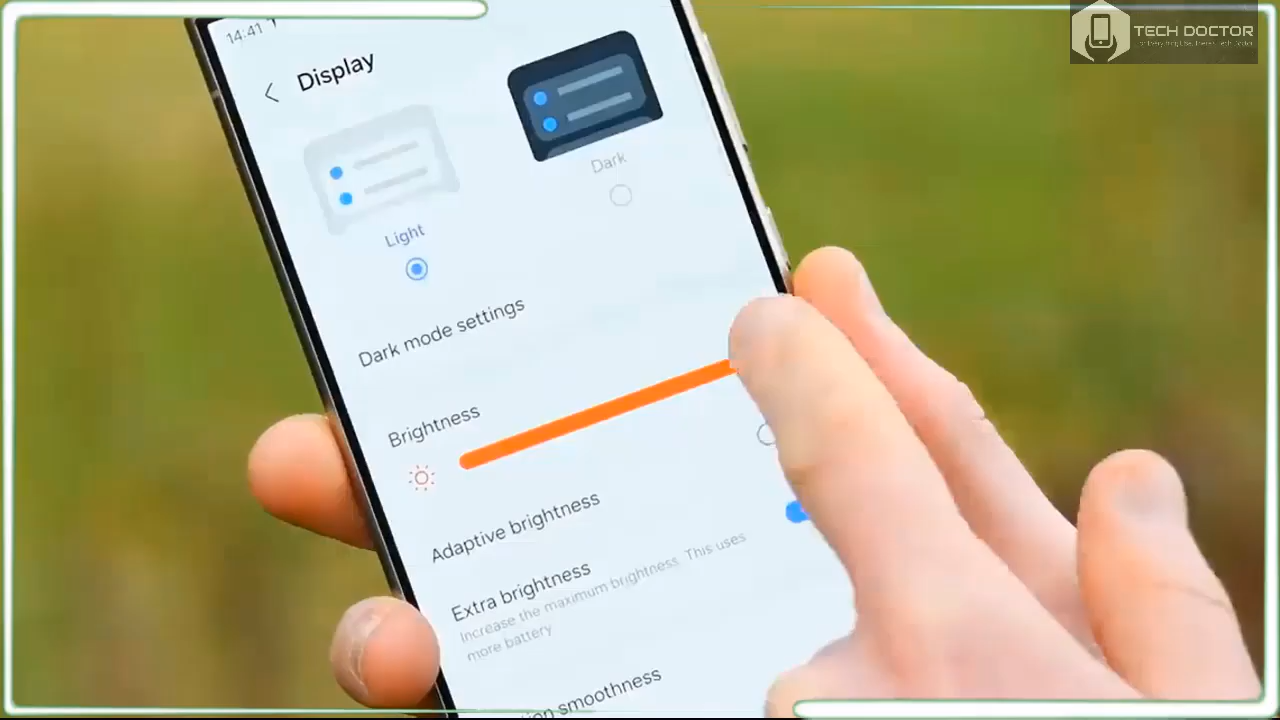 TECH DOCTOR
14:41
Display
Light
Dark
Dark mode settings
Brightness
Adaptive brightness
Extra brightness
Increase the maximum brightness. This uses
more battery
smoothness